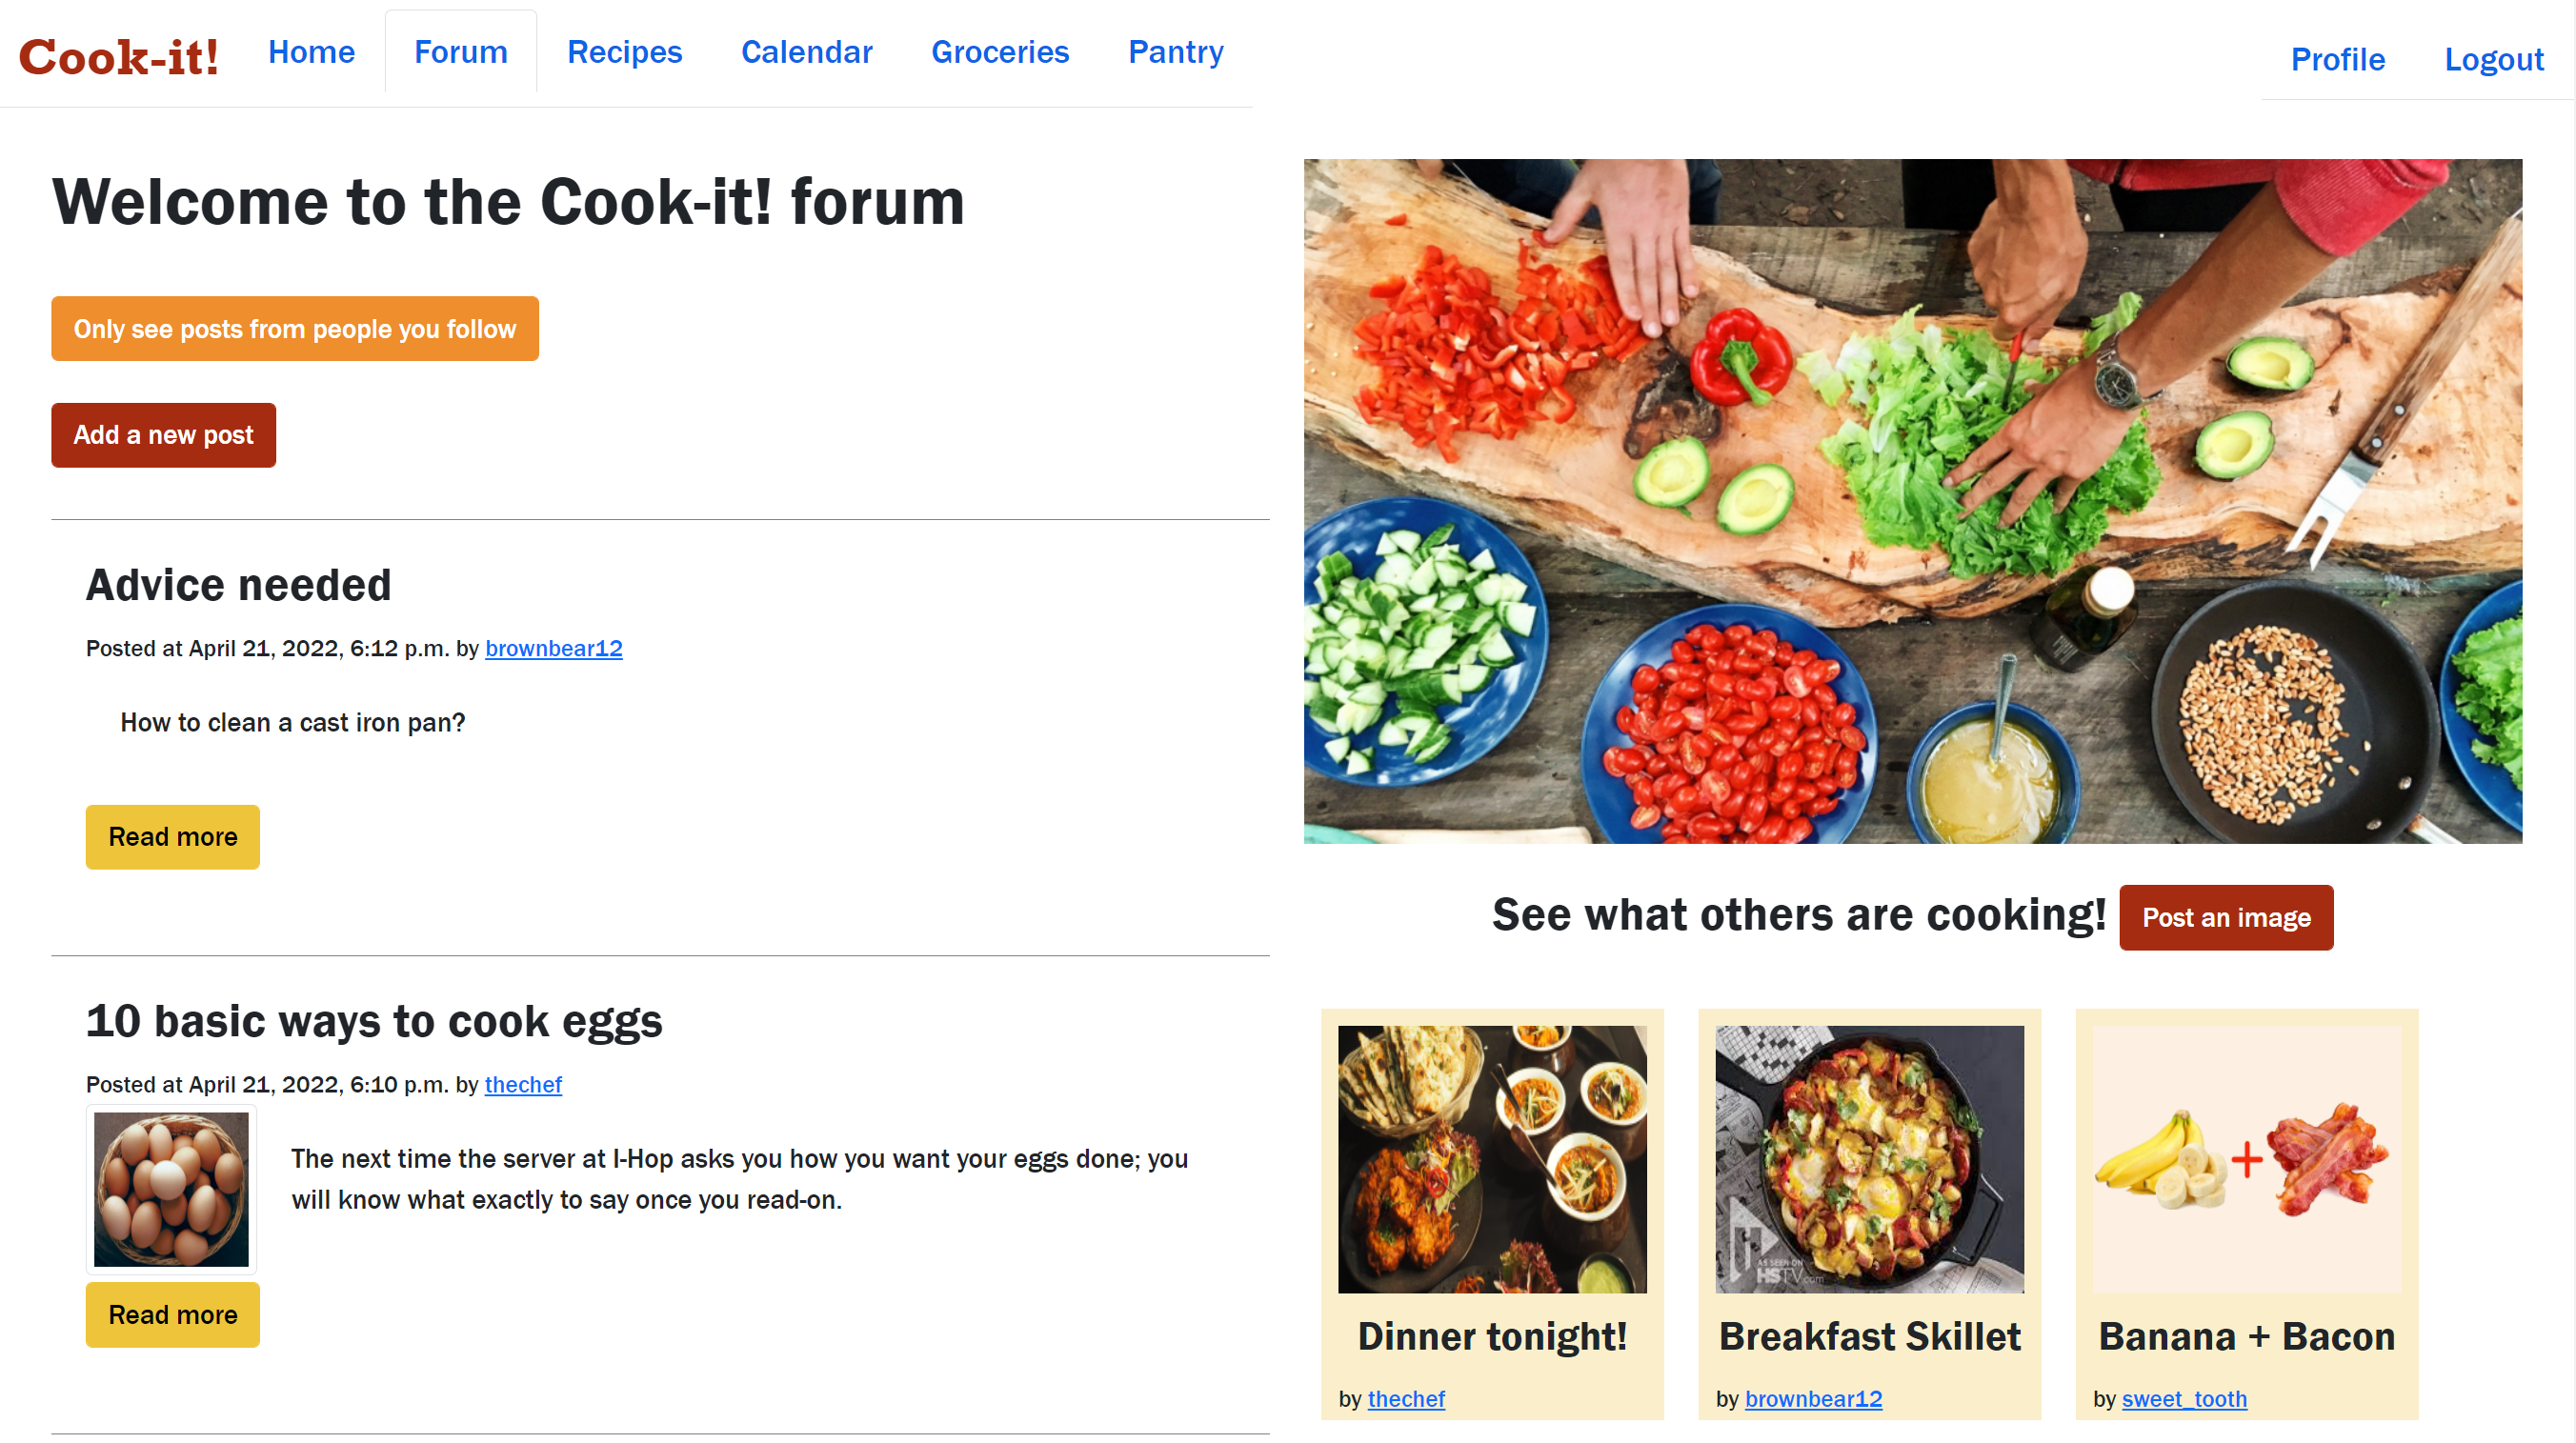 Cook-it!
Home
Forum
Recipes
Calendar
Groceries
Pantry
Profile
Logout
Welcome to the Cook-it! forum
Only see posts from people you follow
Add a new post
Advice needed
Posted at April 21, 2022, 6:12 p.m. by brownbear12
How to clean a cast iron pan?
Read more
10 basic ways to cook eggs
Posted at April 21, 2022, 6:10 p.m. by thechef
The next time the server at I-Hop asks you how you want your eggs done; you
will know what exactly to say once you read-on.
Read more
See what others are cooking!
Post an image
AS SEEN ON
HSTV.com
Dinner tonight!
by thechef
Breakfast Skillet
by brownbear12
Banana + Bacon
by sweet_tooth